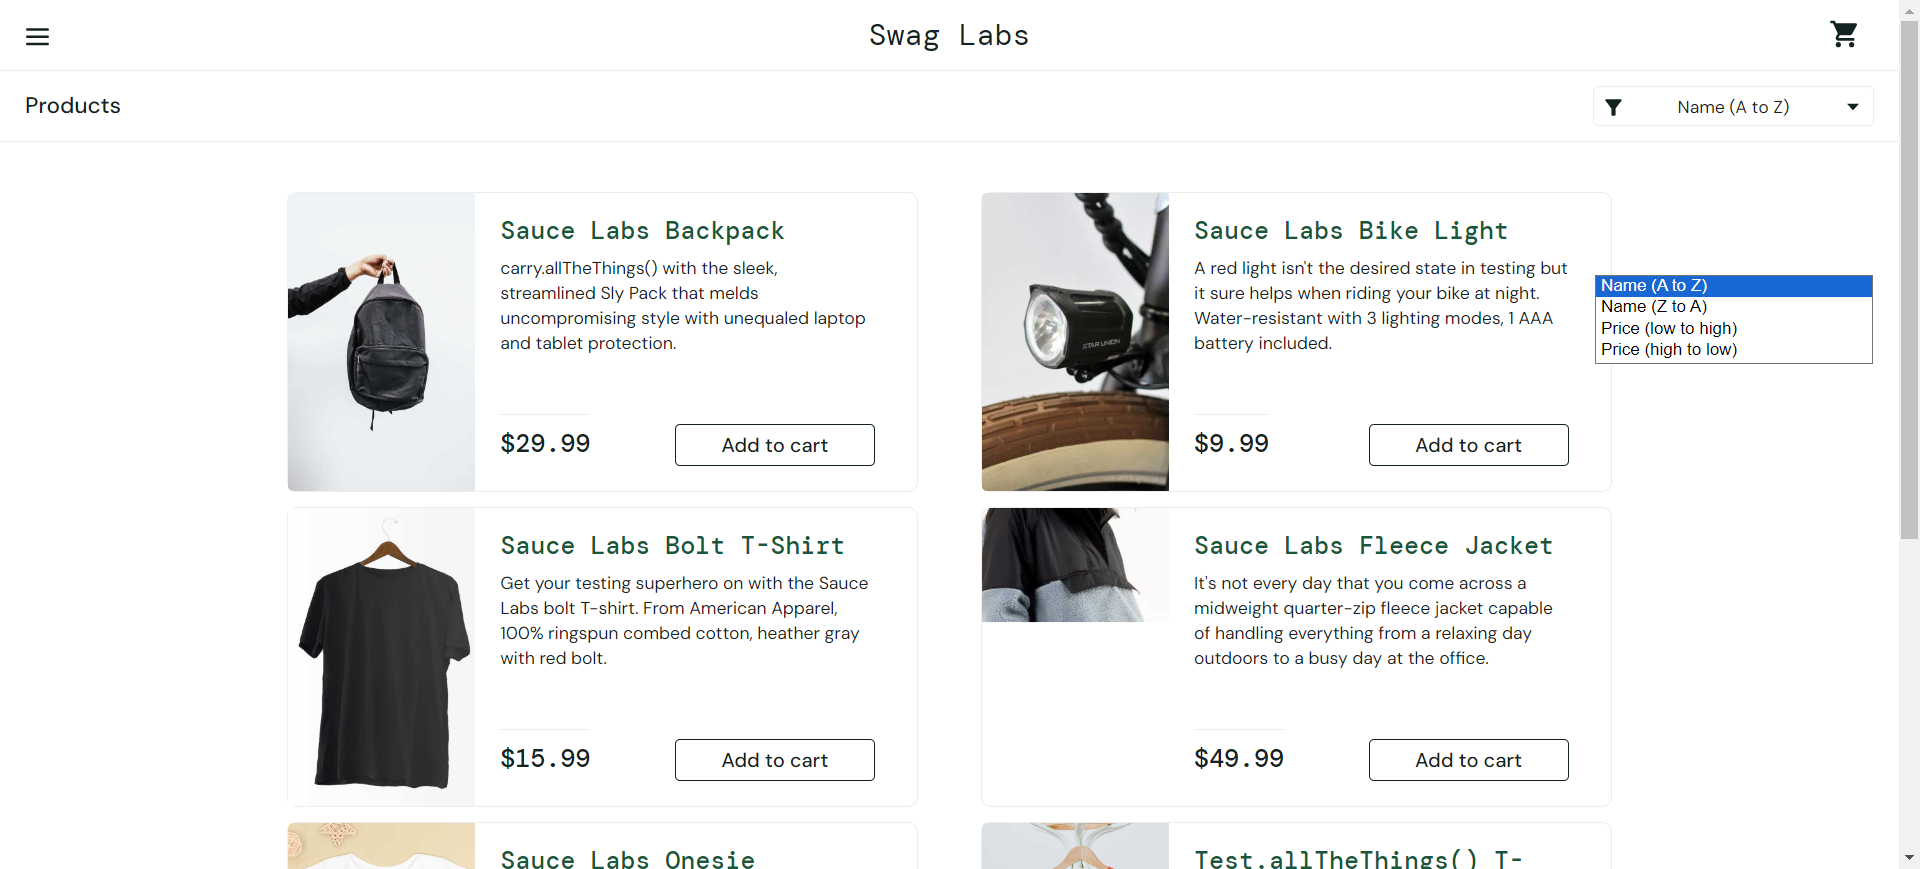 Swag Labs
Products
Name (A to Z)
Sauce Labs Backpack
carry.allTheThings() with the sleek,
streamlined Sly Pack that melds
uncompromising style with unequaled laptop
and tablet protection.
$29.99
Add to cart
Sauce Labs Bike Light
A red light isn't the desired state in testing but
it sure helps when riding your bike at night.
Water-resistant with 3 lighting modes, 1 AAA
battery included.
STAR UNION
$9.99
Add to cart
Name (A to Z)
Name (Z to A)
Price (low to high)
Price (high to low)
Sauce Labs Bolt T-Shirt
Get your testing superhero on with the Sauce
Labs bolt T-shirt. From American Apparel,
100% ringspun combed cotton, heather gray
with red bolt.
$15.99
Add to cart
Sauce Labs Fleece Jacket
It's not every day that you come across a
midweight quarter-zip fleece jacket capable
of handling everything from a relaxing day
outdoors to a busy day at the office.
$49.99
Add to cart
Sauce Labs Onesie
Test.allTheThings() T-